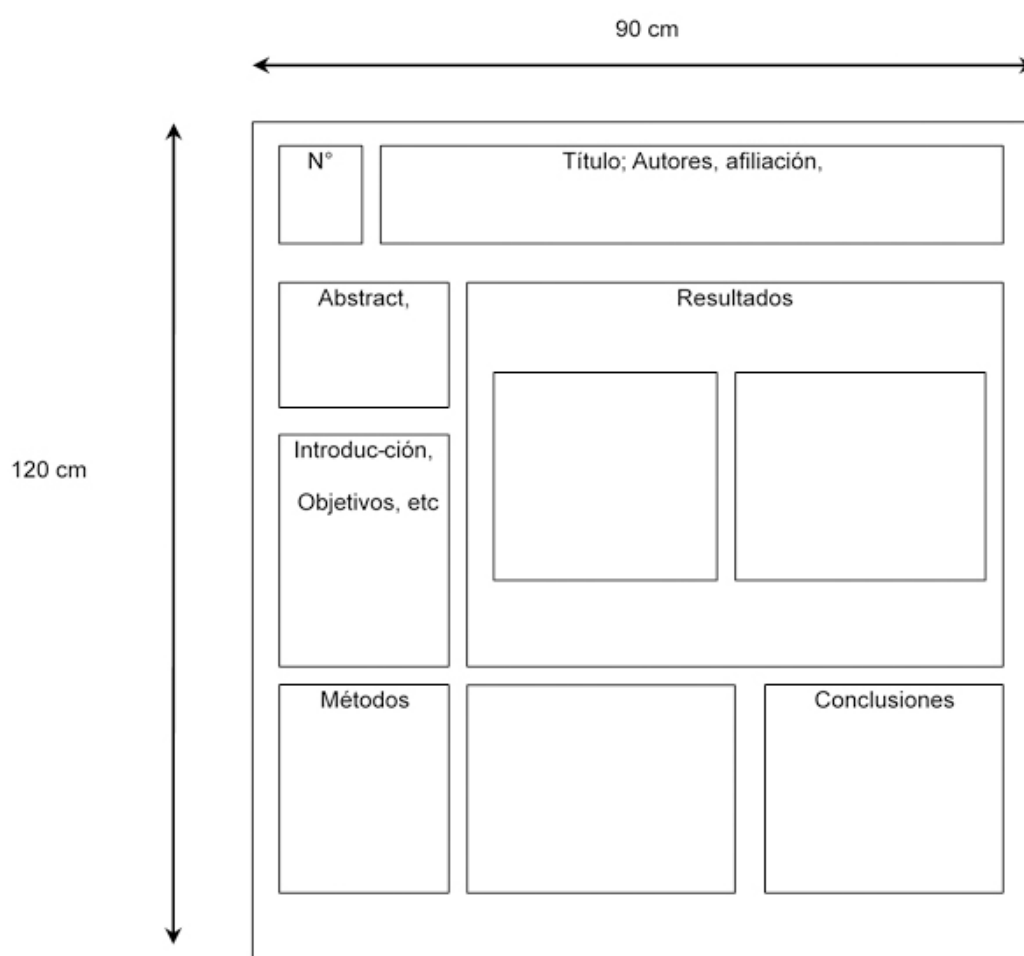 90 cm
N°
Título; Autores, afiliación,
Abstract,
Resultados
Introduc-ción,
120 cm
Objetivos, etc
Métodos
Conclusiones